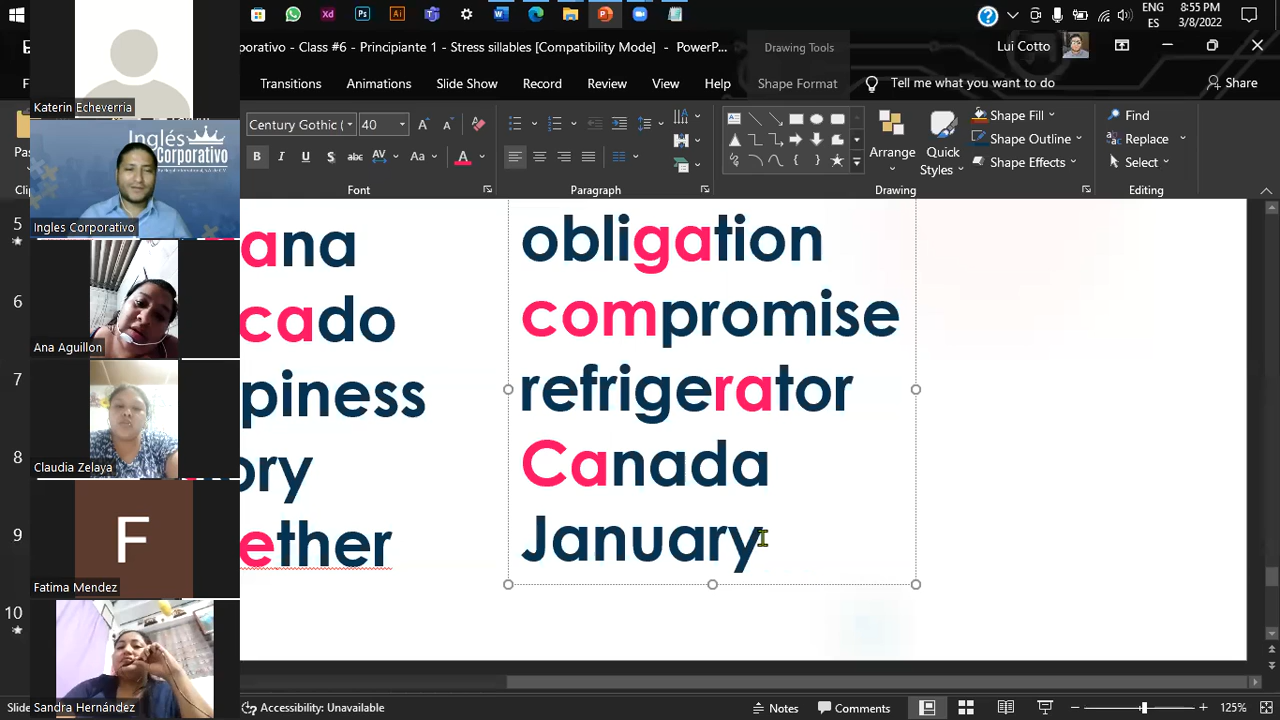 8:55 PM
ES
3/8/2022
orativo - Class #6 - Principiante 1 - Stress sillables [Compatibility Mode] - PowerP...
Drawing Tools
Lui Cotto
Transitions
Animations
Slide Show
Record
Review
View
Help
Shape Format
Tell me what you want to do
Share
Century Gothic (
40
Arrange
Quick
Styles
Shape Fill
Shape Outline
Shape Effects
Find
Replace
Select
Font
Paragraph
Drawing
Editing
Katerin Echeverria
Inglés
Corporativo
Ingles Corporativo
Ana Aguillon
Claudia Zelaya
F
Fatima Mendez
Sandra Hernández
5
6
7
8
9
10
ana
cado
piness
ory
ether
obligation
compromise
refrigerator
Canada
January
Slide
Accessibility: Unavailable
Notes
Comments
125%